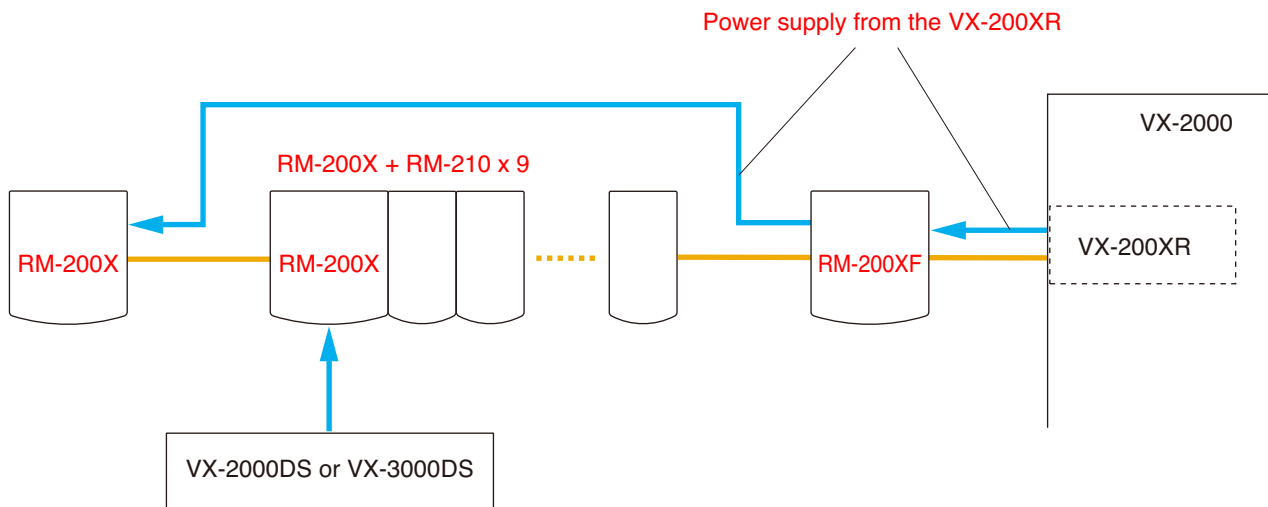 Power supply from the VX-200XR
VX-2000
RM-200X + RM-210 x 9
RM-200X
RM-200X
RM-200XF
VX-200XR
VX-2000DS or VX-3000DS